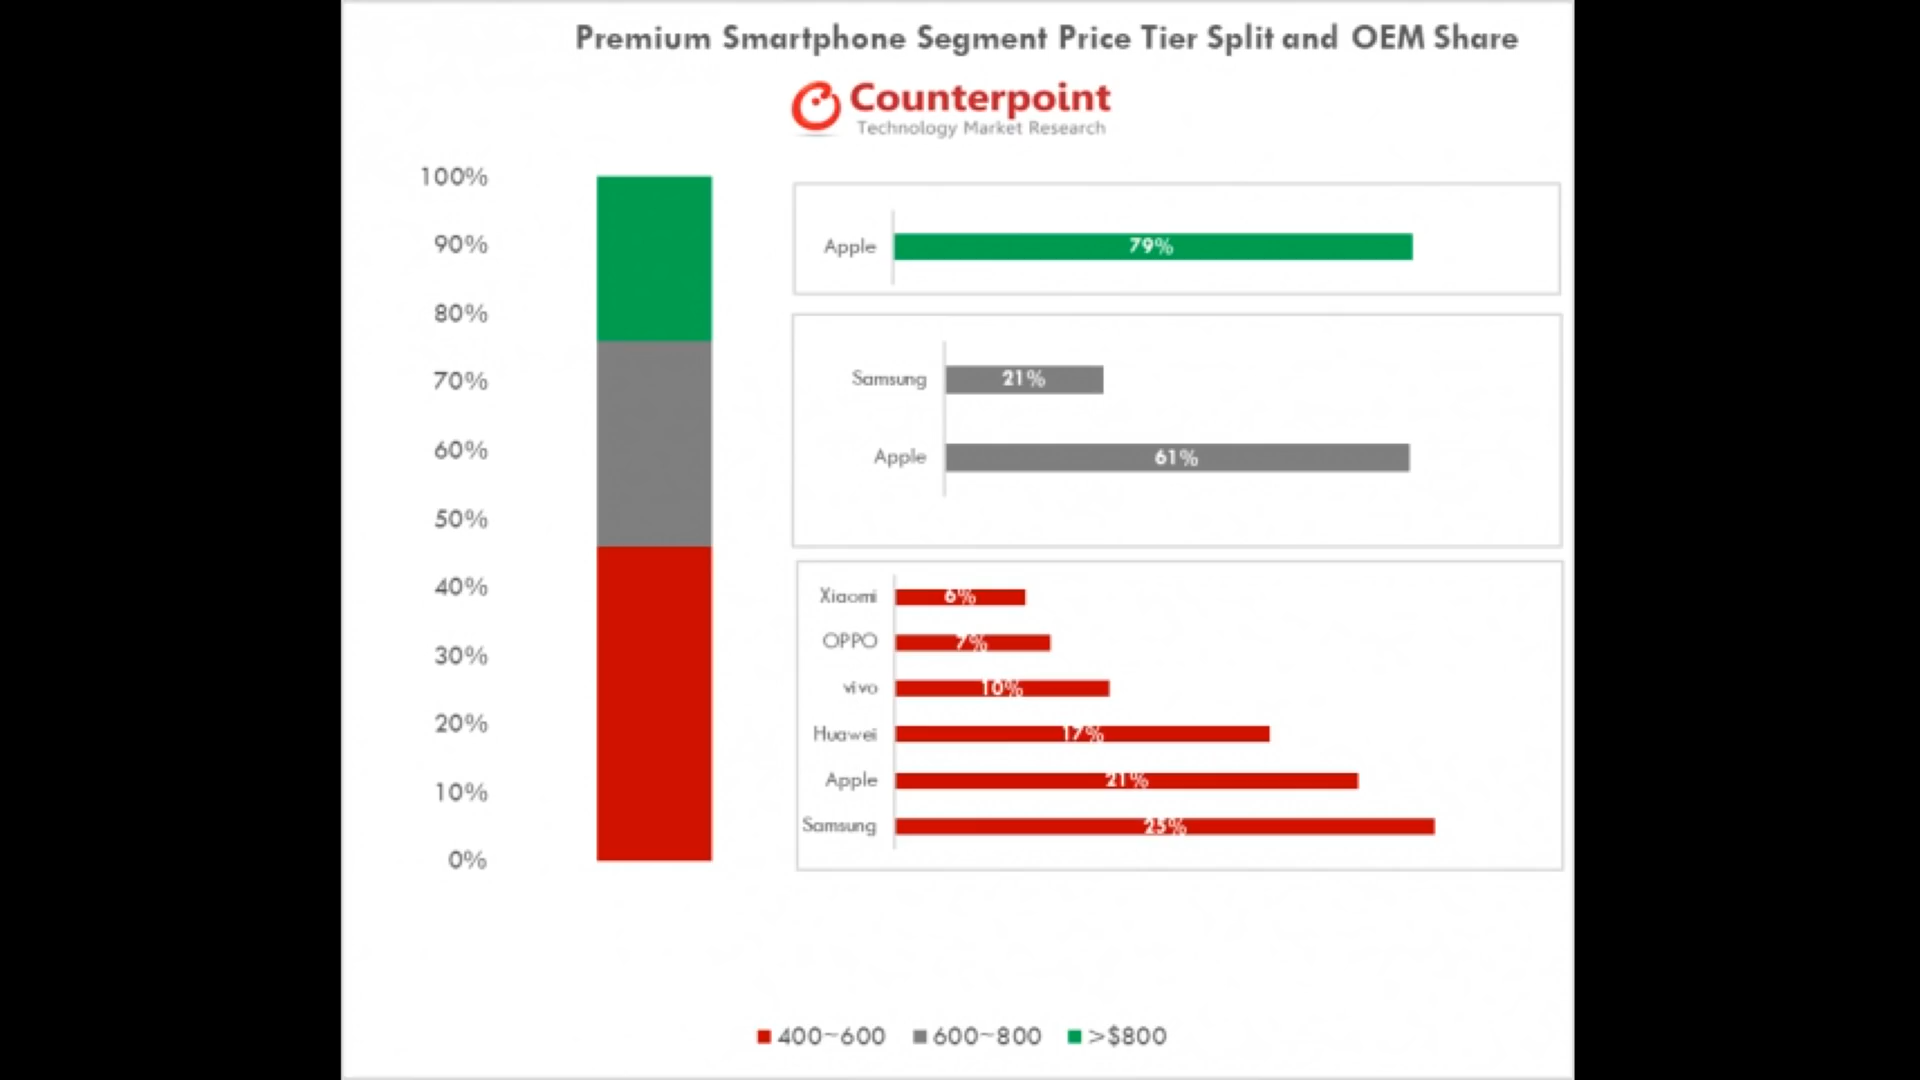 Premium Smartphone Segment Price Tier Split and OEM Share
Counterpoint
Technology Market Research
100%
90%
80%
70%
60%
50%
40%
30%
20%
10%
0%
Apple 79%
Samsung 21%
Apple 61%
Xiaomi 6%
OPPO 7%
vivo 10%
Huawei 17%
Apple 21%
Samsung 25%
400~600 600~800 >$800